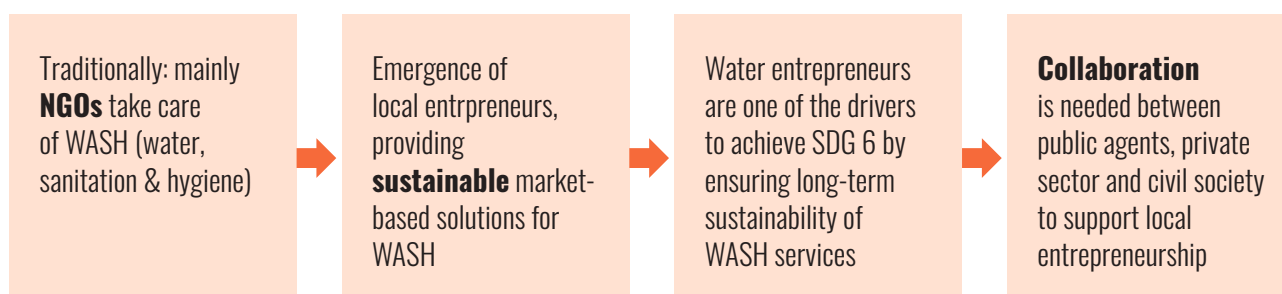 Traditionally: mainly
NGOs take care
of WASH (water,
sanitation & hygiene)
Emergence of
local entrpreneurs,
providing
sustainable market-
based solutions for
WASH
Water entrepreneurs
are one of the drivers
to achieve SDG 6 by
ensuring long-term
sustainability of
WASH services
Collaboration
is needed between
public agents, private
sector and civil society
to support local
entrepreneurship